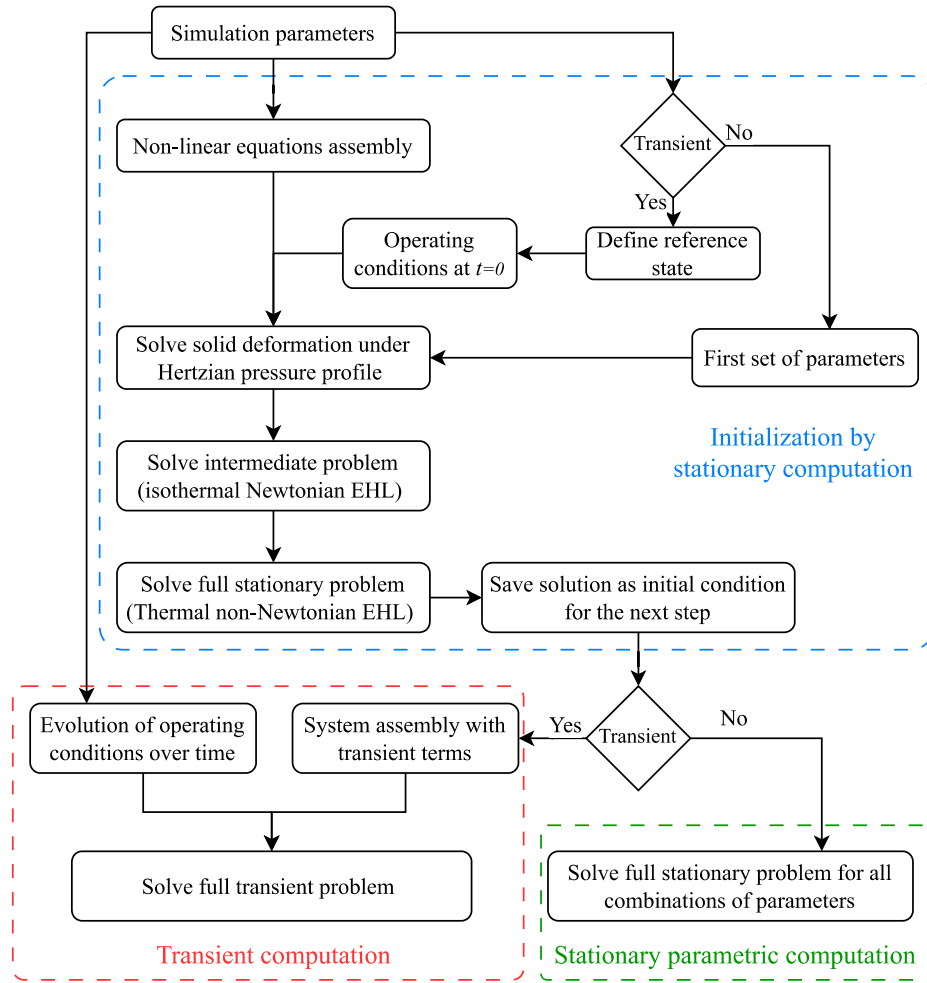 Simulation parameters
Non-linear equations assembly
Transient
No
Yes
Operating
conditions at t=0
Define reference
state
Solve solid deformation under
Hertzian pressure profile
First set of parameters
Initialization by
stationary computation
Solve intermediate problem
(isothermal Newtonian EHL)
Solve full stationary problem
(Thermal non-Newtonian EHL)
Save solution as initial condition
for the next step
Evolution of operating
conditions over time
System assembly with
transient terms
Yes
Transient
No
Solve full transient problem
Solve full stationary problem for all
combinations of parameters
Transient computation
Stationary parametric computation